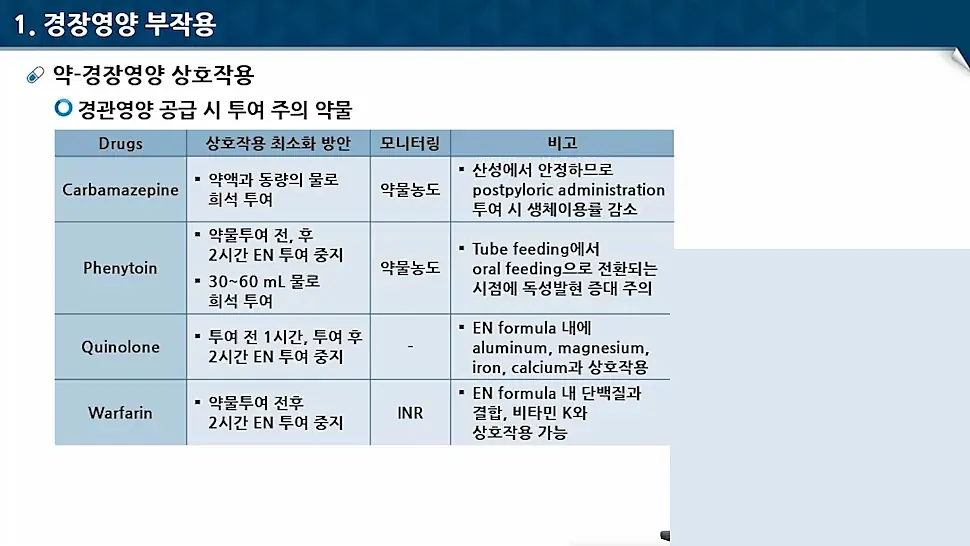 1. 경장영양 부작용
약-경장영양 상호작용
경관영양 공급 시 투여 주의 약물
Drugs 상호작용 최소화 방안 모니터링 비고
Carbamazepine
▪ 약액과 동량의 물로
희석 투여
약물농도
▪ 산성에서 안정하므로
postpyloric administration
투여 시 생체이용률 감소
Phenytoin
▪ 약물투여 전, 후
2시간 EN 투여 중지
▪ 30~60 mL 물로
희석 투여
약물농도
▪ Tube feeding에서
oral feeding으로 전환되는
시점에 독성발현 증대 주의
Quinolone
▪ 투여 전 1시간, 투여 후
2시간 EN 투여 중지
-
▪ EN formula 내에
aluminum, magnesium,
iron, calcium과 상호작용
Warfarin
▪ 약물투여 전후
2시간 EN 투여 중지
INR
▪ EN formula 내 단백질과
결합, 비타민 K와
상호작용 가능